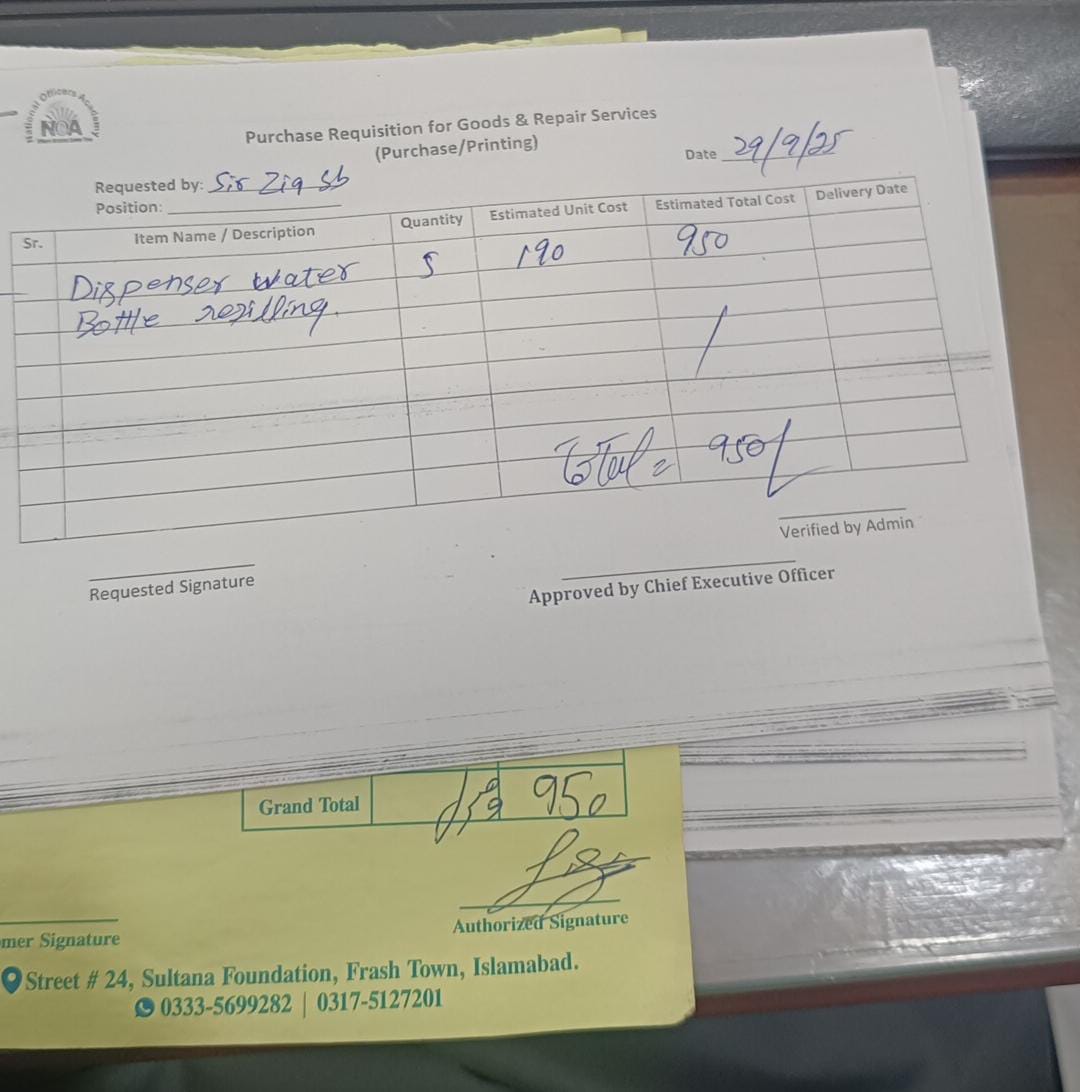 National Officers Academy
NOA
Purchase Requisition for Goods & Repair Services
(Purchase/Printing)
Date 29/9/25
Requested by: Sir Zia Sb
Position:
Sr. Item Name / Description Quantity Estimated Unit Cost Estimated Total Cost Delivery Date
Dispenser water 5 190 950
Bottle refilling.
Total = 950/
Verified by Admin
Requested Signature
Approved by Chief Executive Officer
Grand Total 950
Authorized Signature
mer Signature
Street # 24, Sultana Foundation, Frash Town, Islamabad.
0333-5699282 | 0317-5127201